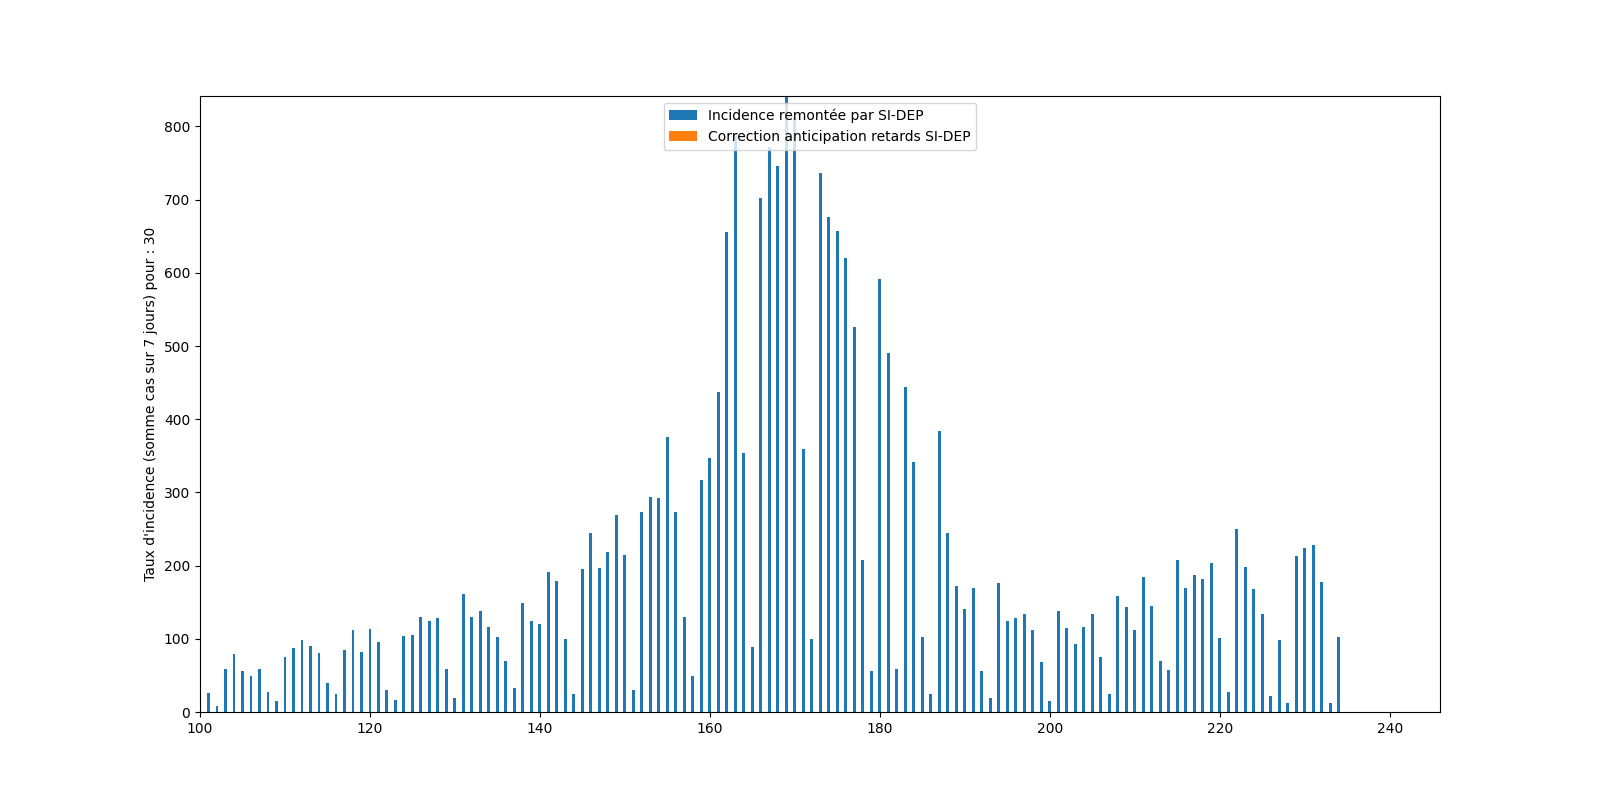 Incidence remontée par SI-DEP
Correction anticipation retards SI-DEP
Taux d'incidence (somme cas sur 7 jours) pour : 30
800
700
600
500
400
300
200
100
0
100 120 140 160 180 200 220 240